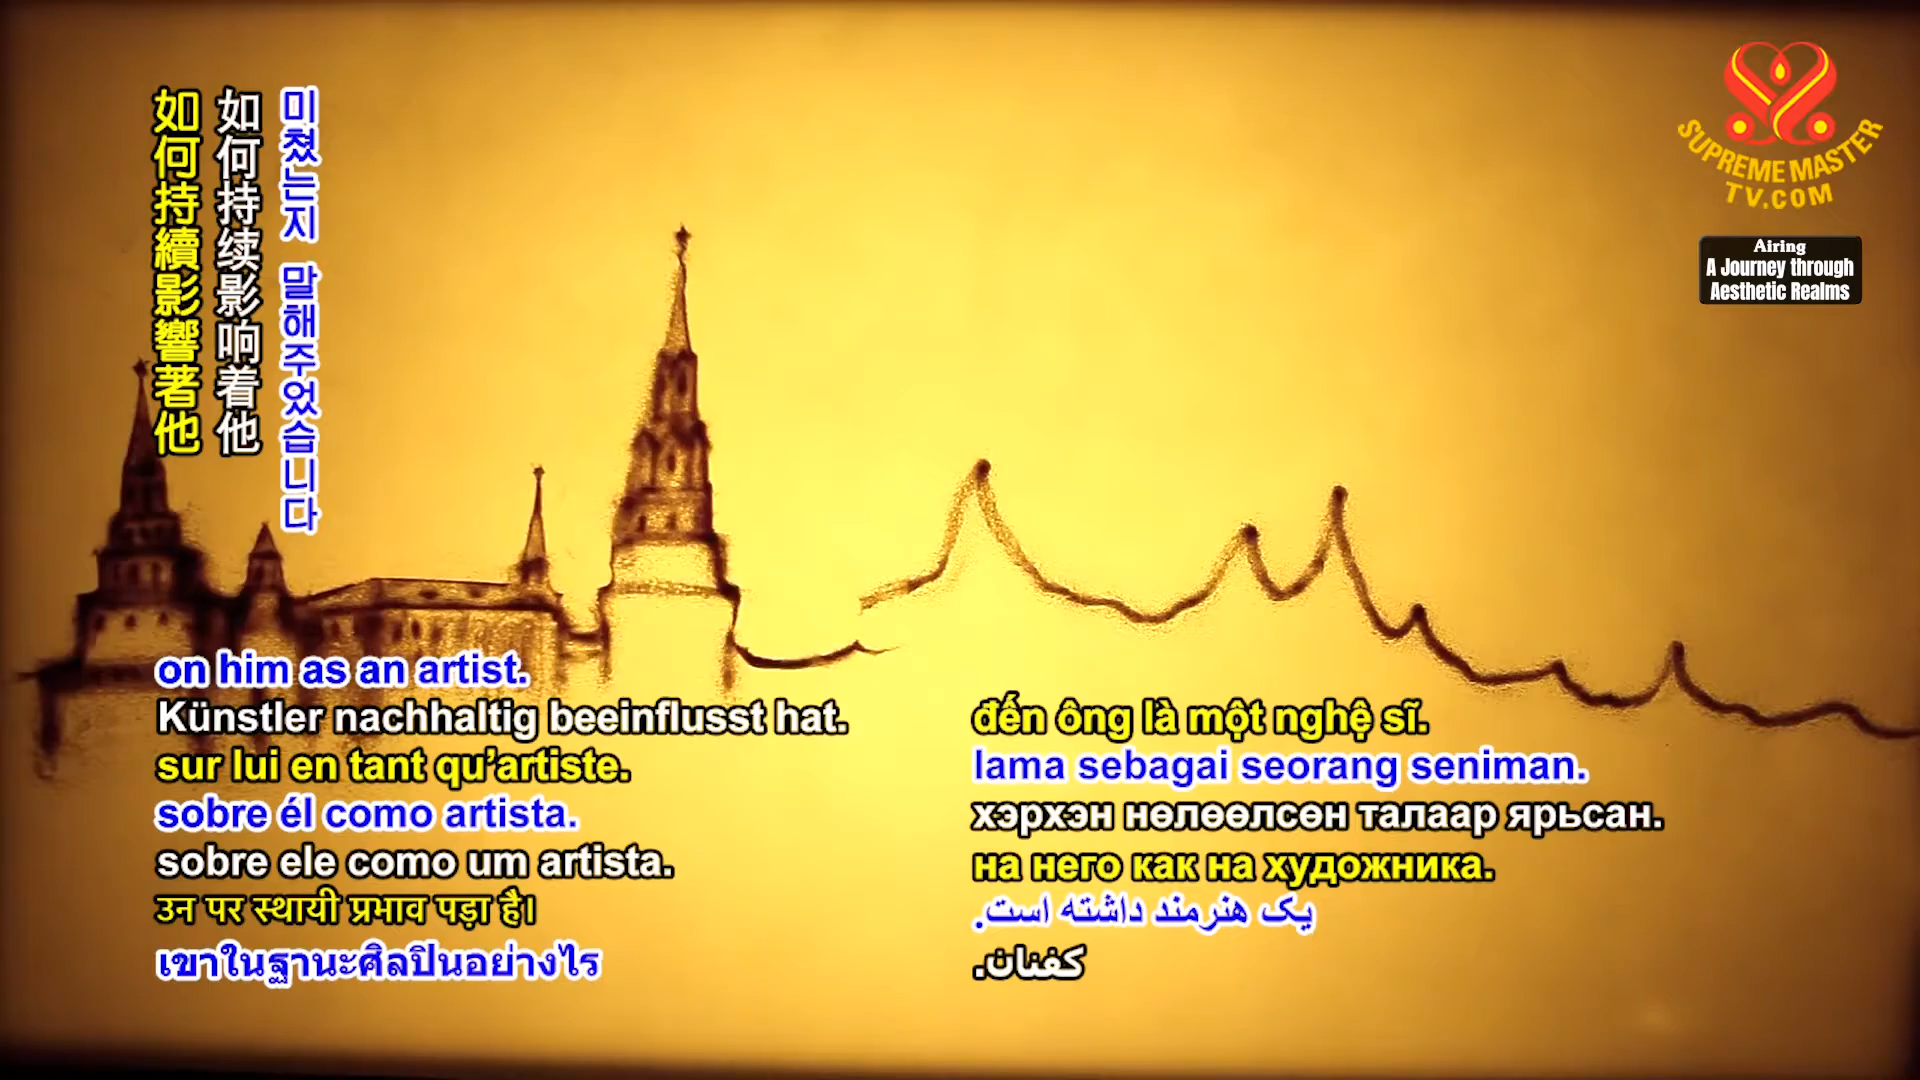 如何持續影響著他
如何持续影响着他
미쳤는지 말해주었습니다
SUPREME MASTER
TV.COM
Airing
A Journey through
Aesthetic Realms
on him as an artist.
Künstler nachhaltig beeinflusst hat.
sur lui en tant qu’artiste.
sobre él como artista.
sobre ele como um artista.
उन पर स्थायी प्रभाव पड़ा है।
เขาในฐานะศิลปินอย่างไร
đến ông là một nghệ sĩ.
lama sebagai seorang seniman.
хэрхэн нөлөөлсөн талаар ярьсан.
на него как на художника.
یک هنرمند داشته است.
كفنان.